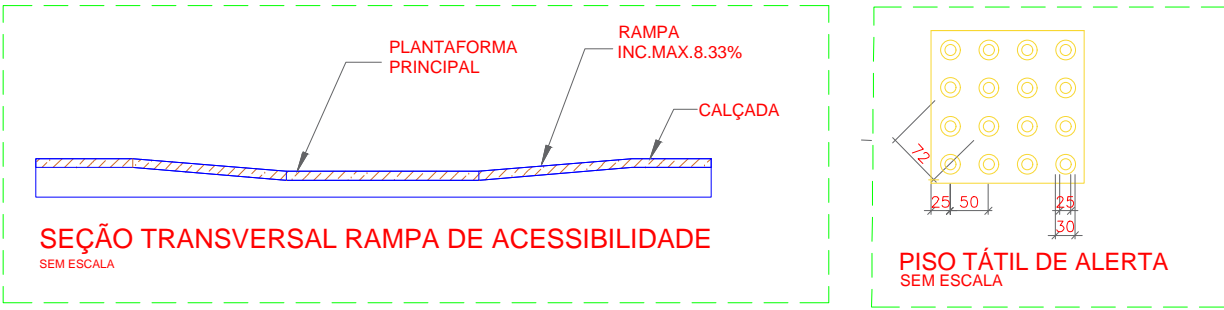 PLANTAFORMA
PRINCIPAL
RAMPA
INC.MAX.8.33%
CALÇADA
SEÇÃO TRANSVERSAL RAMPA DE ACESSIBILIDADE
SEM ESCALA
72
25
50
25
30
PISO TÁTIL DE ALERTA
SEM ESCALA